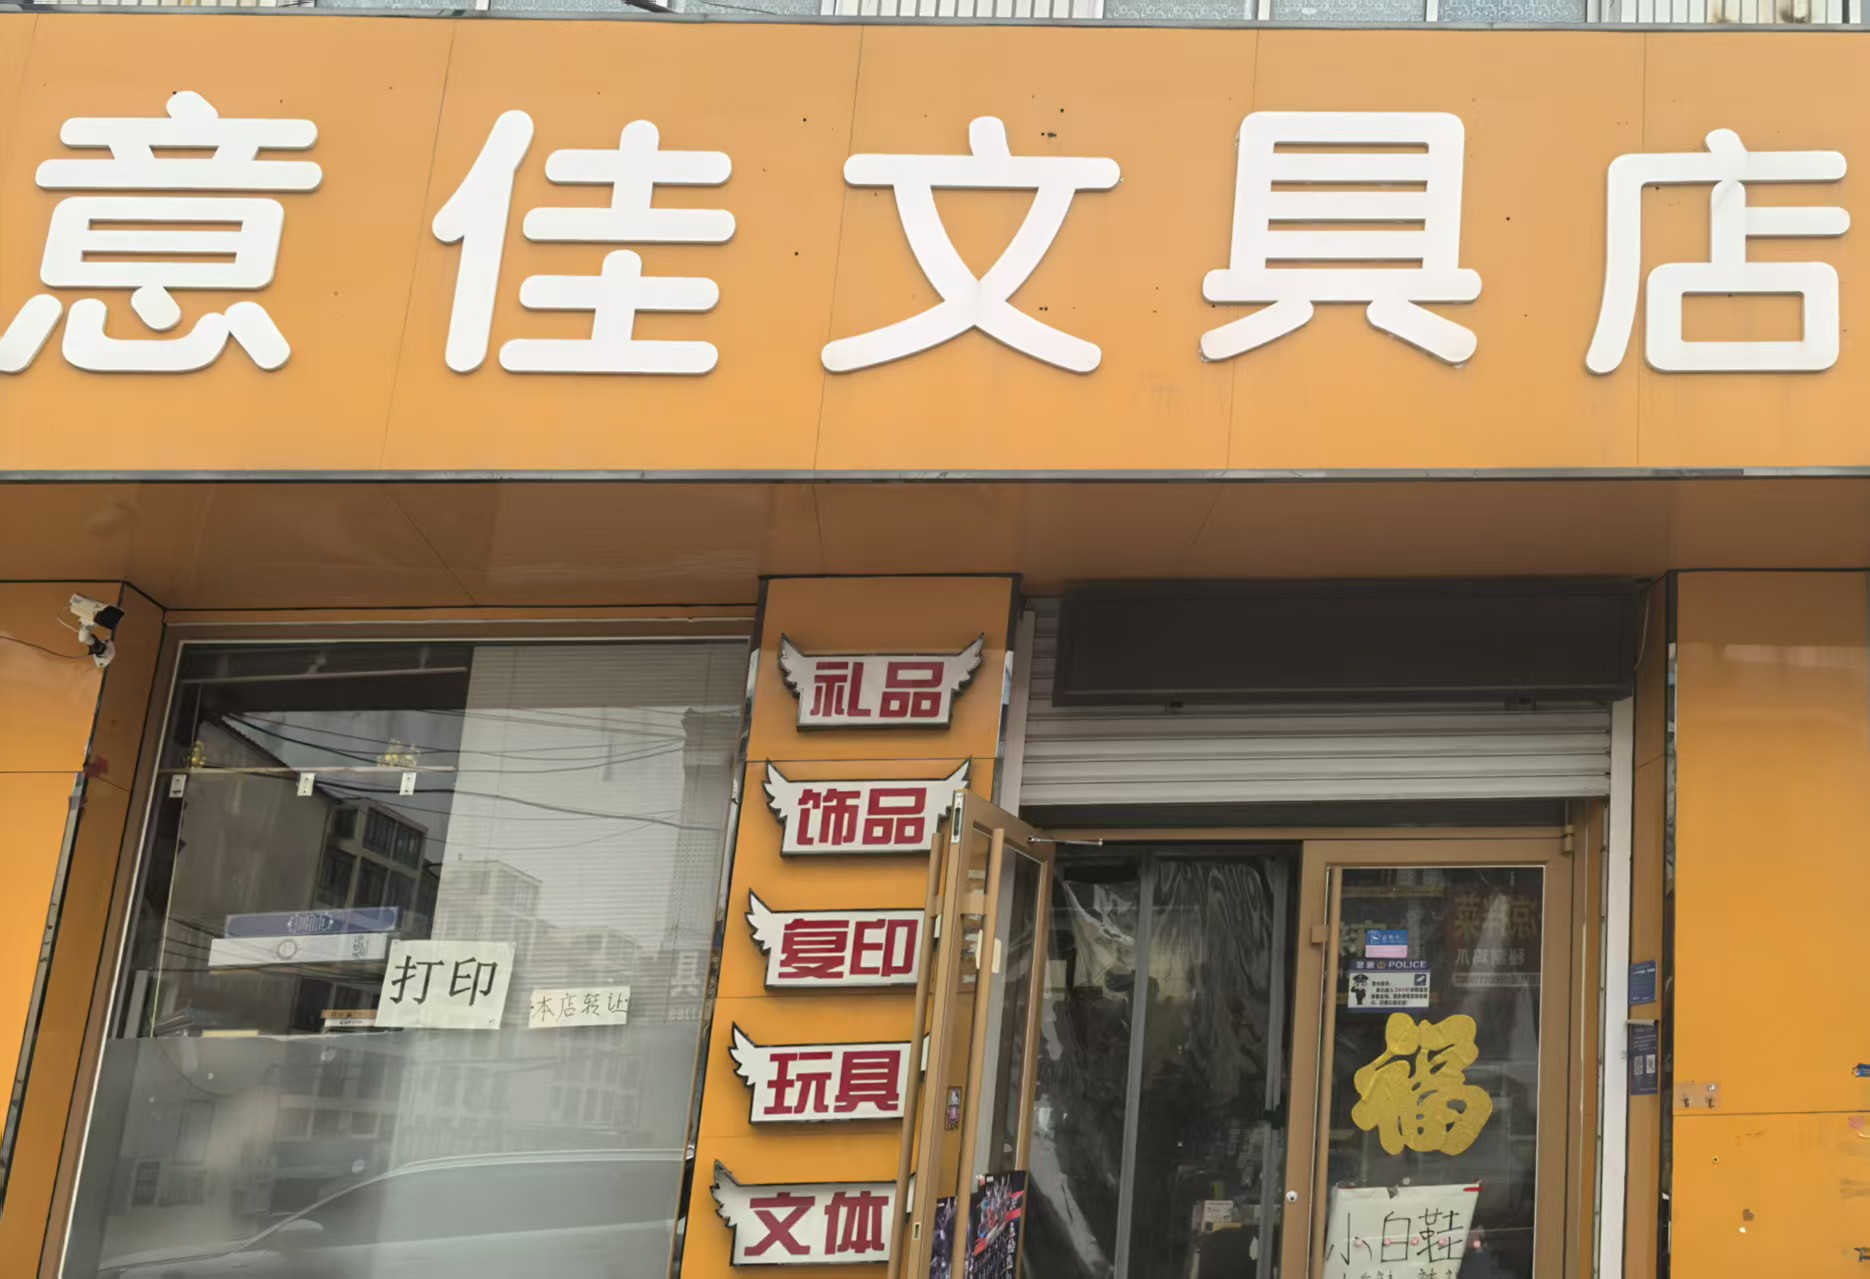 意佳文具店
礼品
饰品
复印
玩具
文体
打印
本店转让
POLICE
福
小白鞋